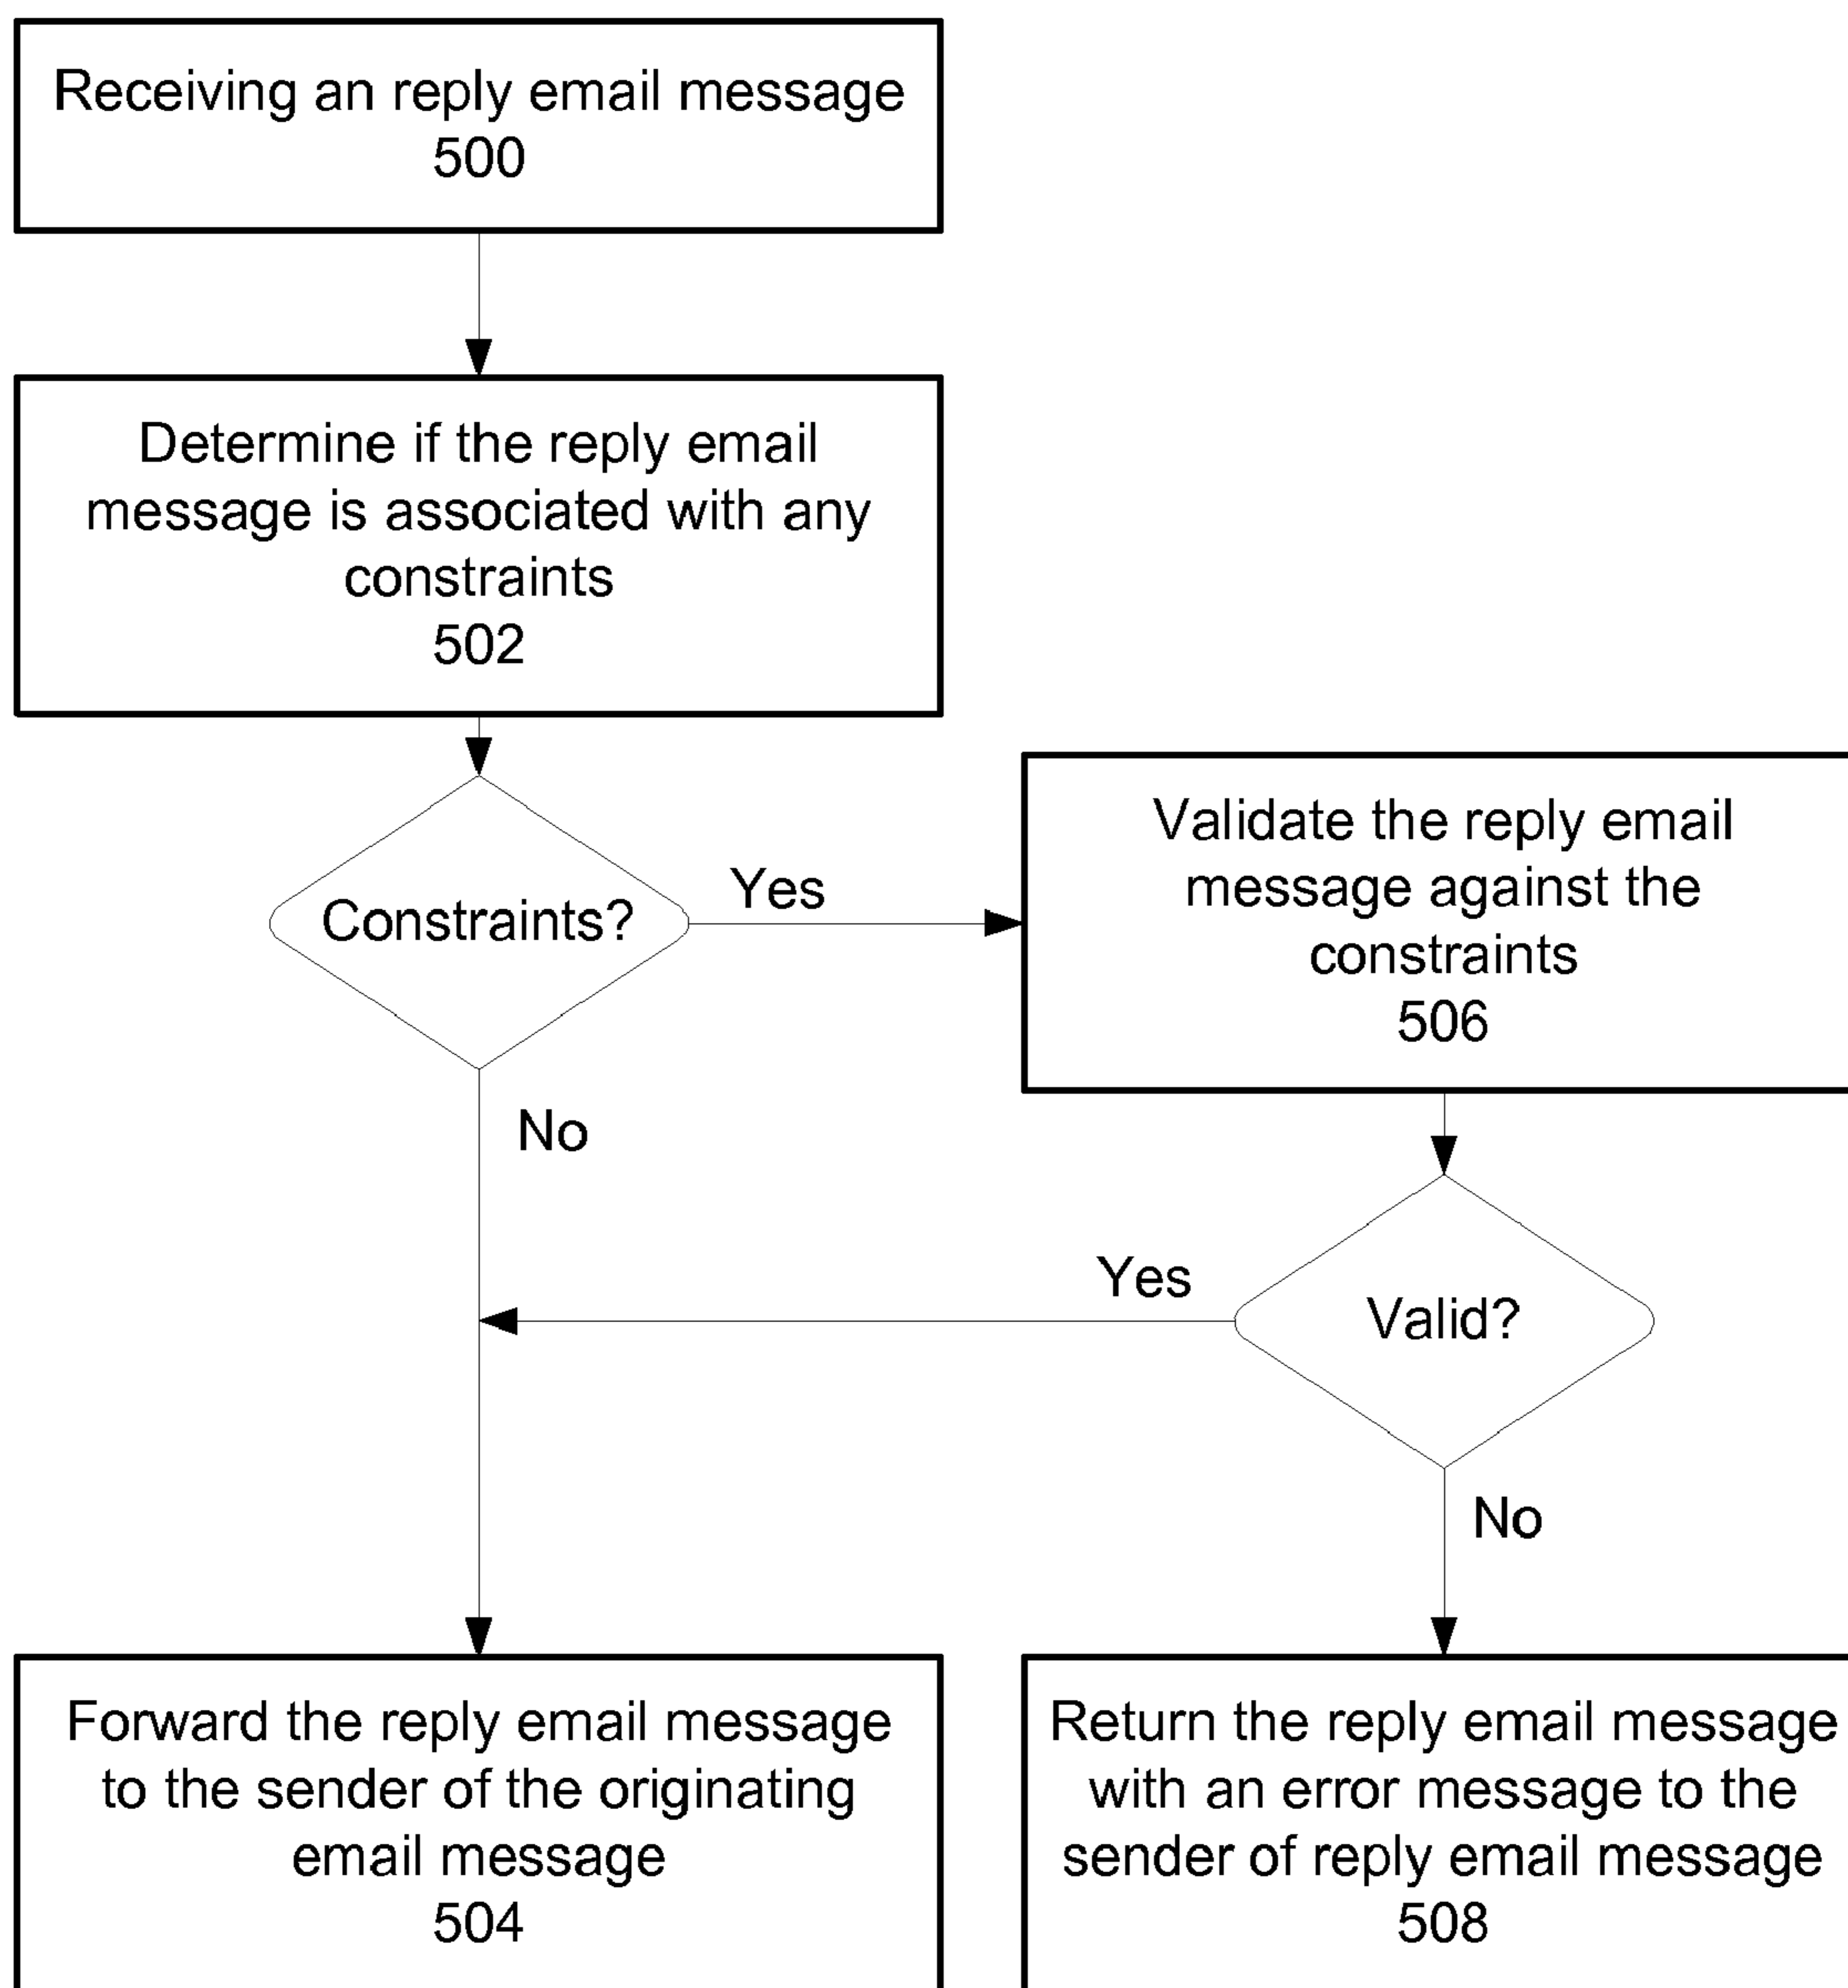 Receiving an reply email message
500
Determine if the reply email
message is associated with any
constraints
502
Constraints?
Yes
No
Validate the reply email
message against the
constraints
506
Valid?
Yes
No
Forward the reply email message
to the sender of the originating
email message
504
Return the reply email message
with an error message to the
sender of reply email message
508